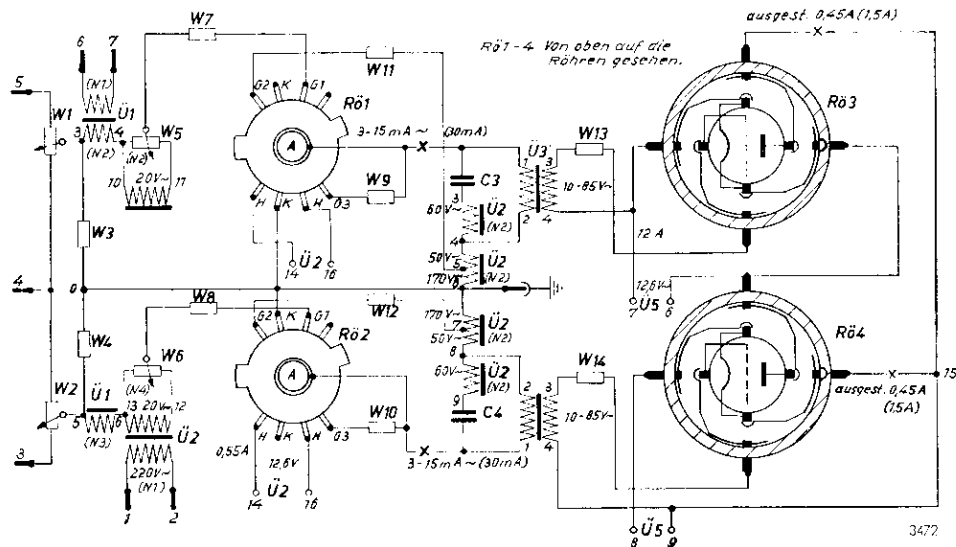 ausgest. 0,45A (1,5A)
W7
6 7
Rö1-4 Von oben auf die
Röhren gesehen.
G2 K G1
W11
5
(N1)
W1
Ü1
Rö1
Rö3
3 4
W5
(N2)
(N2)
A
3-15mA~ (30mA)
W13
Ü3
20V~
10 11
1 3
W9
C3
10-85V~
H K G3
3
60V~
Ü2
(N2)
2 4
W3
4
12 A
14 Ü2 16
50V~
5
Ü2
170V~
(N2)
4
0
6
12,6V~
W8
W12
7 Ü5 6
G2 K G1
170V~
7
Ü2
50V~
(N2)
Rö2
Rö4
W4
W6
8
W14
(N4)
Ü2
60V~
(N2)
W2
Ü1
13 20V~ 12
A
2 3
15
9
10-85V~
ausgest. 0,45A
(1,5A)
5
6
(N3)
Ü2
W10
C4
H K H G3
1 4
3
220V~
(N1)
0,55A
12,6V
3-15mA~(30mA)
14 Ü2 16
1 2
Ü5
8 9
3472